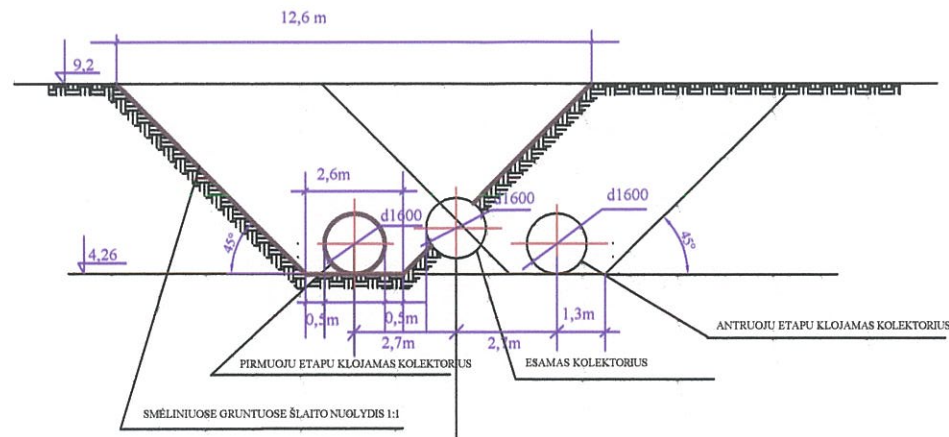 12,6 m
9,2
2,6m
d1600
d1600
d1600
45°
45°
4,26
0,5m
0,5m
1,3m
2,7m
2,7m
ANTRUOJU ETAPU KLOJAMAS KOLEKTORIUS
PIRMUOJU ETAPU KLOJAMAS KOLEKTORIUS
ESAMAS KOLEKTORIUS
SMĖLINIUOSE GRUNTUOSE ŠLAITO NUOLYDIS 1:1